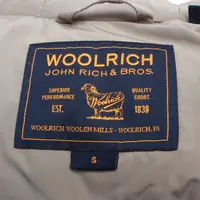 WOOLRICH
JOHN RICH & BROS.
SUPERIOR PERFORMANCE
QUALITY GOODS
Woolrich
EST. 1830
WOOLRICH WOOLEN MILLS · WOOLRICH, PA
S